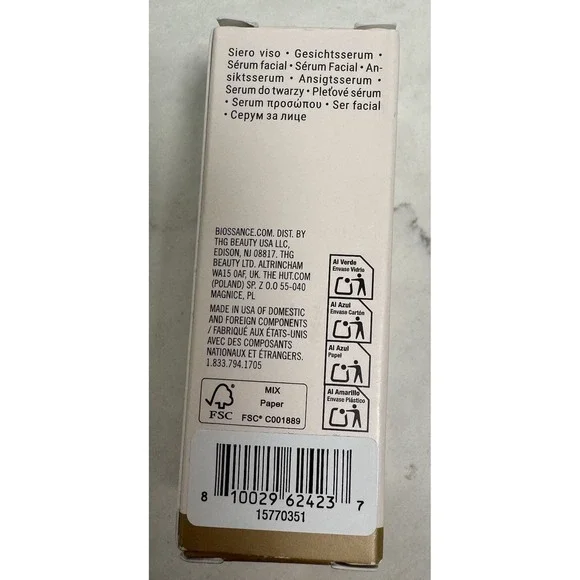 Siero viso • Gesichtsserum •
Sérum facial • Sérum Facial • An-
siktsserum • Ansigtsserum •
Serum do twarzy • Pleťové sérum
• Serum προσώπου • Ser facial
• Серум за лице
BIOSSANCE.COM. DIST. BY
THG BEAUTY USA LLC,
EDISON, NJ 08817. THG
BEAUTY LTD. ALTRINCHAM
WA15 0AF, UK. THE HUT.COM
(POLAND) SP. Z O.O 55-040
MAGNICE, PL
MADE IN USA OF DOMESTIC
AND FOREIGN COMPONENTS
/ FABRIQUÉ AUX ÉTATS-UNIS
AVEC DES COMPOSANTS
NATIONAUX ET ÉTRANGERS.
1.833.794.1705
Al Verde
Envase Vidrio
Al Azul
Envase Cartón
Al Azul
Papel
Al Amarillo
Envase Plástico
FSC
MIX
Paper
FSC® C001889
8 10029 62423 7
15770351